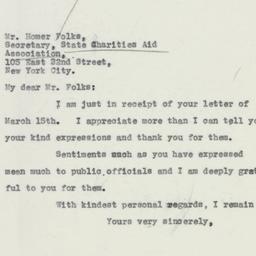 Mr. Homer Folks,
Secretary, State Charities Aid
Association,
105 East 22nd Street,
New York City.
My dear Mr. Folks:
I am just in receipt of your letter of
March 15th. I appreciate more than I can tell yo
your kind expressions and thank you for them.
Sentiments such as you have expressed
mean much to public officials and I am deeply grat
ful to you for them.
With kindest personal regards, I remain
Yours very sincerely,